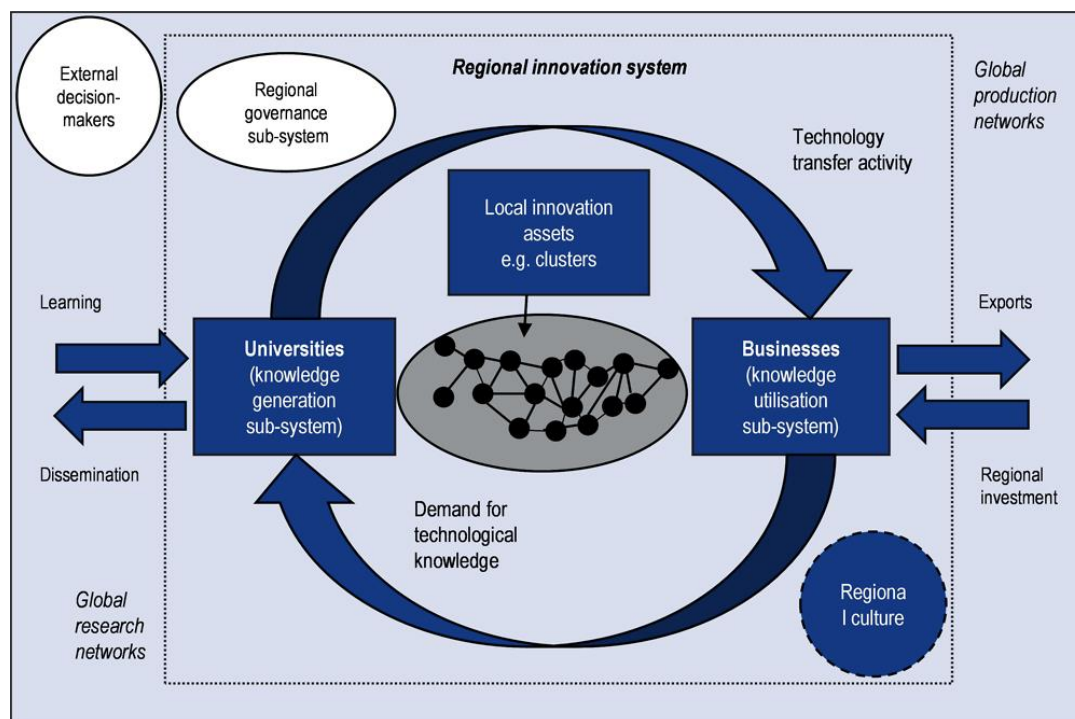 External
decision-
makers
Regional
governance
sub-system
Regional innovation system
Global
production
networks
Technology
transfer activity
Local innovation
assets
e.g. clusters
Learning
Universities
(knowledge
generation
sub-system)
Businesses
(knowledge
utilisation
sub-system)
Exports
Dissemination
Regional
investment
Demand for
technological
knowledge
Global
research
networks
Regiona
l culture